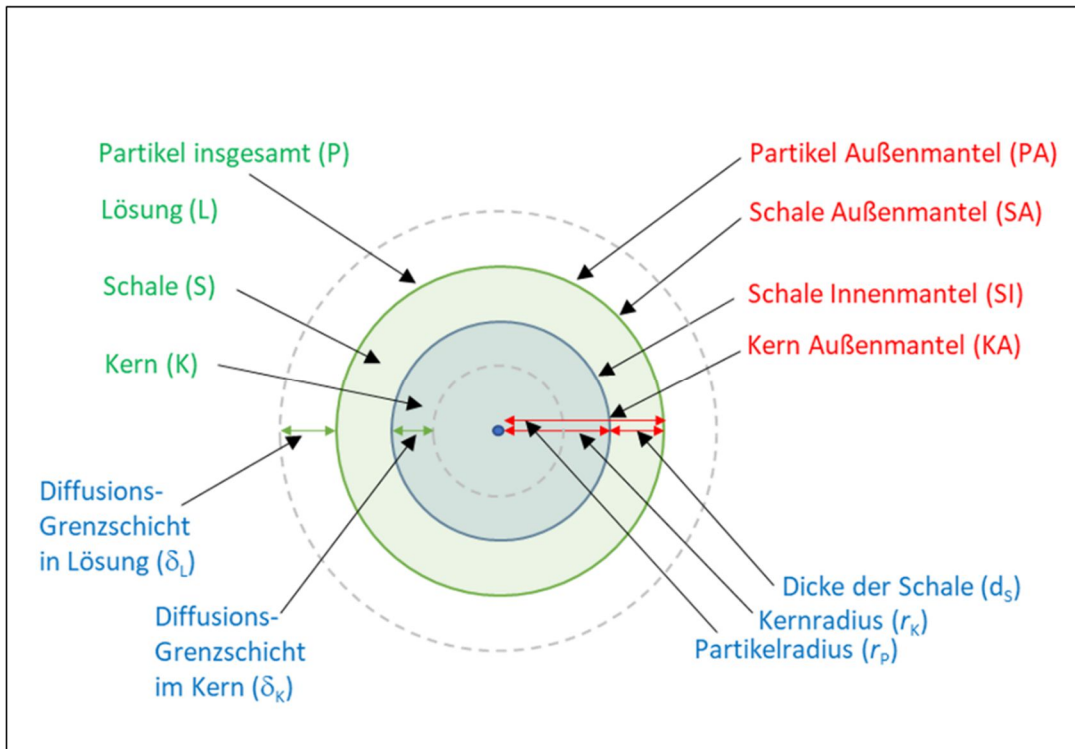 Partikel insgesamt (P)
Lösung (L)
Schale (S)
Kern (K)
Diffusions-
Grenzschicht
in Lösung (δL)
Diffusions-
Grenzschicht
im Kern (δK)
Partikel Außenmantel (PA)
Schale Außenmantel (SA)
Schale Innenmantel (SI)
Kern Außenmantel (KA)
Dicke der Schale (dS)
Kernradius (rK)
Partikelradius (rP)